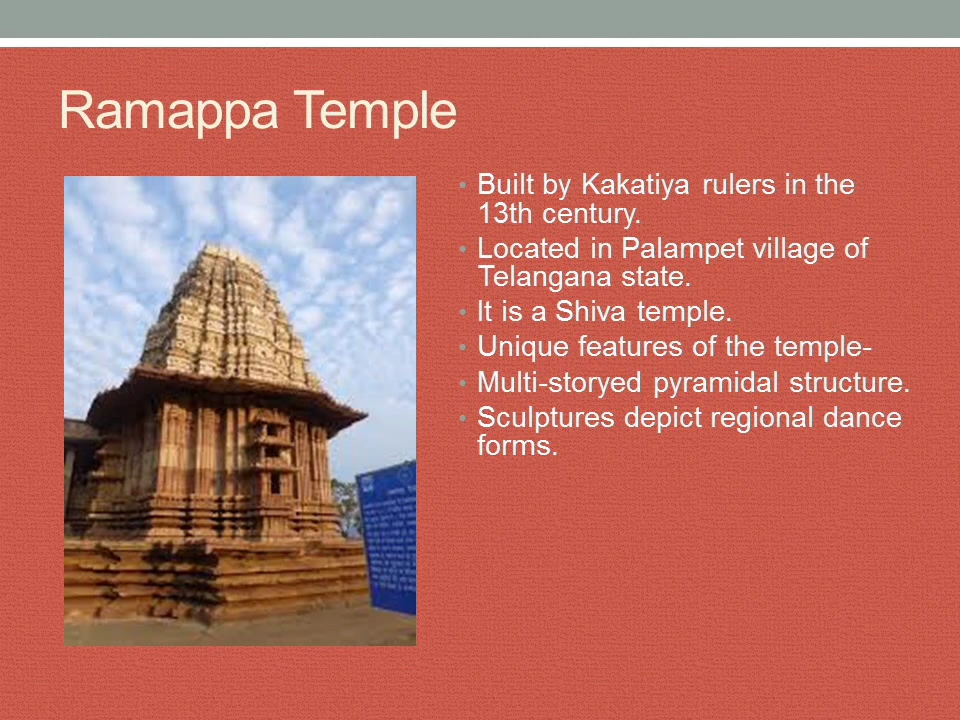 Ramappa Temple
• Built by Kakatiya rulers in the
13th century.
• Located in Palampet village of
Telangana state.
• It is a Shiva temple.
• Unique features of the temple-
• Multi-storyed pyramidal structure.
• Sculptures depict regional dance
forms.